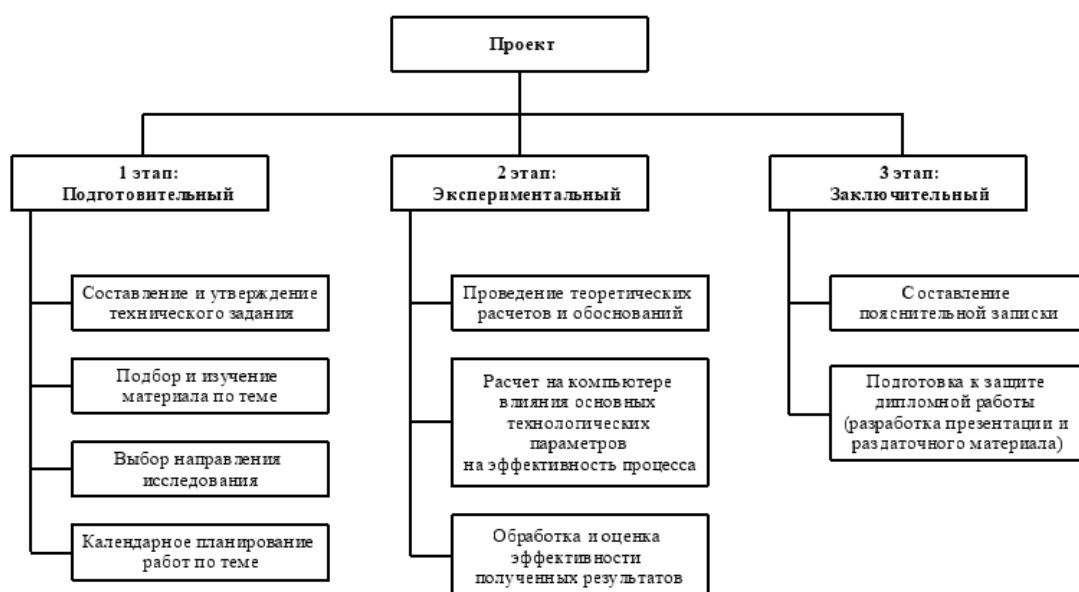 Проект
1 этап:
Подготовительный
Составление и утверждение
технического задания
Подбор и изучение
материала по теме
Выбор направления
исследования
Календарное планирование
работ по теме
2 этап:
Экспериментальный
Проведение теоретических
расчетов и обоснований
Расчет на компьютере
влияния основных
технологических
параметров
на эффективность процесса
Обработка и оценка
эффективности
полученных результатов
3 этап:
Заключительный
Составление
пояснительной записки
Подготовка к защите
дипломной работы
(разработка презентации и
раздаточного материала)